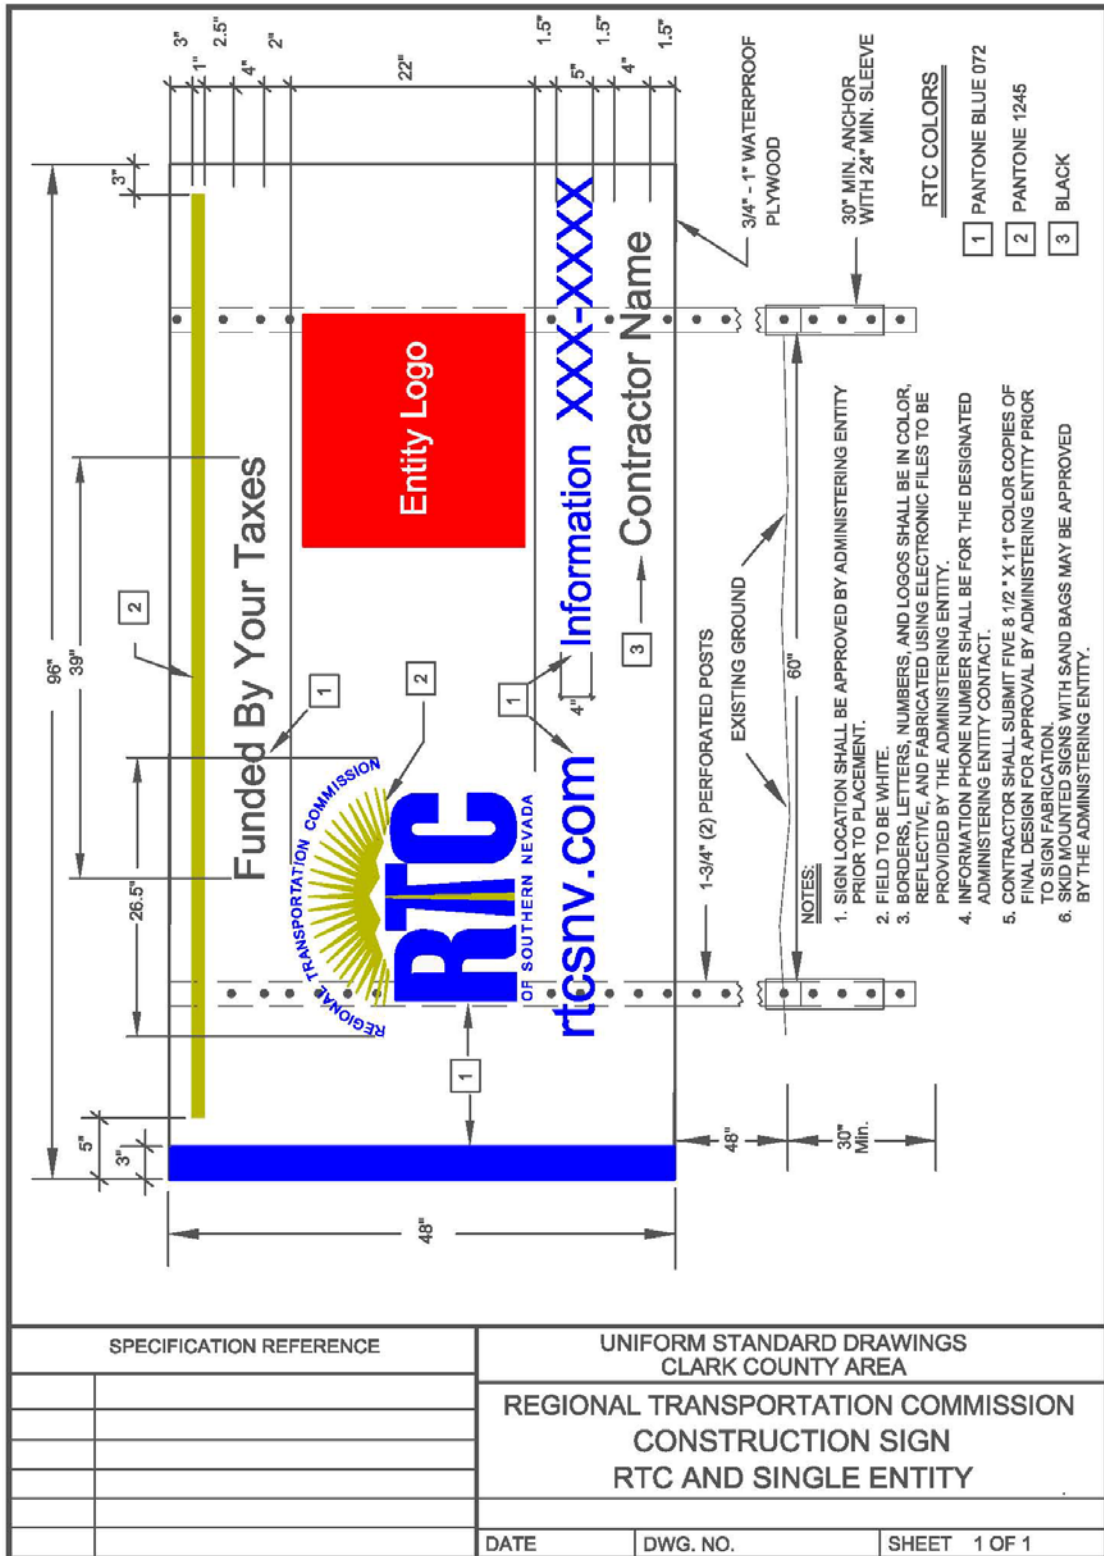 96"
39"
26.5"
5"
3"
3"
3"
1"
2.5"
4"
2"
22"
1.5"
5"
1.5"
4"
1.5"
48"
2
Funded By Your Taxes
1
2
REGIONAL TRANSPORTATION COMMISSION
RTC
OF SOUTHERN NEVADA
Entity Logo
1
1
4"
rtcsnv.com
Information XXX-XXXX
3
Contractor Name
3/4" - 1" WATERPROOF
PLYWOOD
1-3/4" (2) PERFORATED POSTS
EXISTING GROUND
48"
30"
Min.
60"
30" MIN. ANCHOR
WITH 24" MIN. SLEEVE
NOTES:
1. SIGN LOCATION SHALL BE APPROVED BY ADMINISTERING ENTITY
PRIOR TO PLACEMENT.
2. FIELD TO BE WHITE.
3. BORDERS, LETTERS, NUMBERS, AND LOGOS SHALL BE IN COLOR,
REFLECTIVE, AND FABRICATED USING ELECTRONIC FILES TO BE
PROVIDED BY THE ADMINISTERING ENTITY.
4. INFORMATION PHONE NUMBER SHALL BE FOR THE DESIGNATED
ADMINISTERING ENTITY CONTACT.
5. CONTRACTOR SHALL SUBMIT FIVE 8 1/2 " X 11" COLOR COPIES OF
FINAL DESIGN FOR APPROVAL BY ADMINISTERING ENTITY PRIOR
TO SIGN FABRICATION.
6. SKID MOUNTED SIGNS WITH SAND BAGS MAY BE APPROVED
BY THE ADMINISTERING ENTITY.
RTC COLORS
1 PANTONE BLUE 072
2 PANTONE 1245
3 BLACK
SPECIFICATION REFERENCE
UNIFORM STANDARD DRAWINGS
CLARK COUNTY AREA
REGIONAL TRANSPORTATION COMMISSION
CONSTRUCTION SIGN
RTC AND SINGLE ENTITY
DATE
DWG. NO.
SHEET 1 OF 1